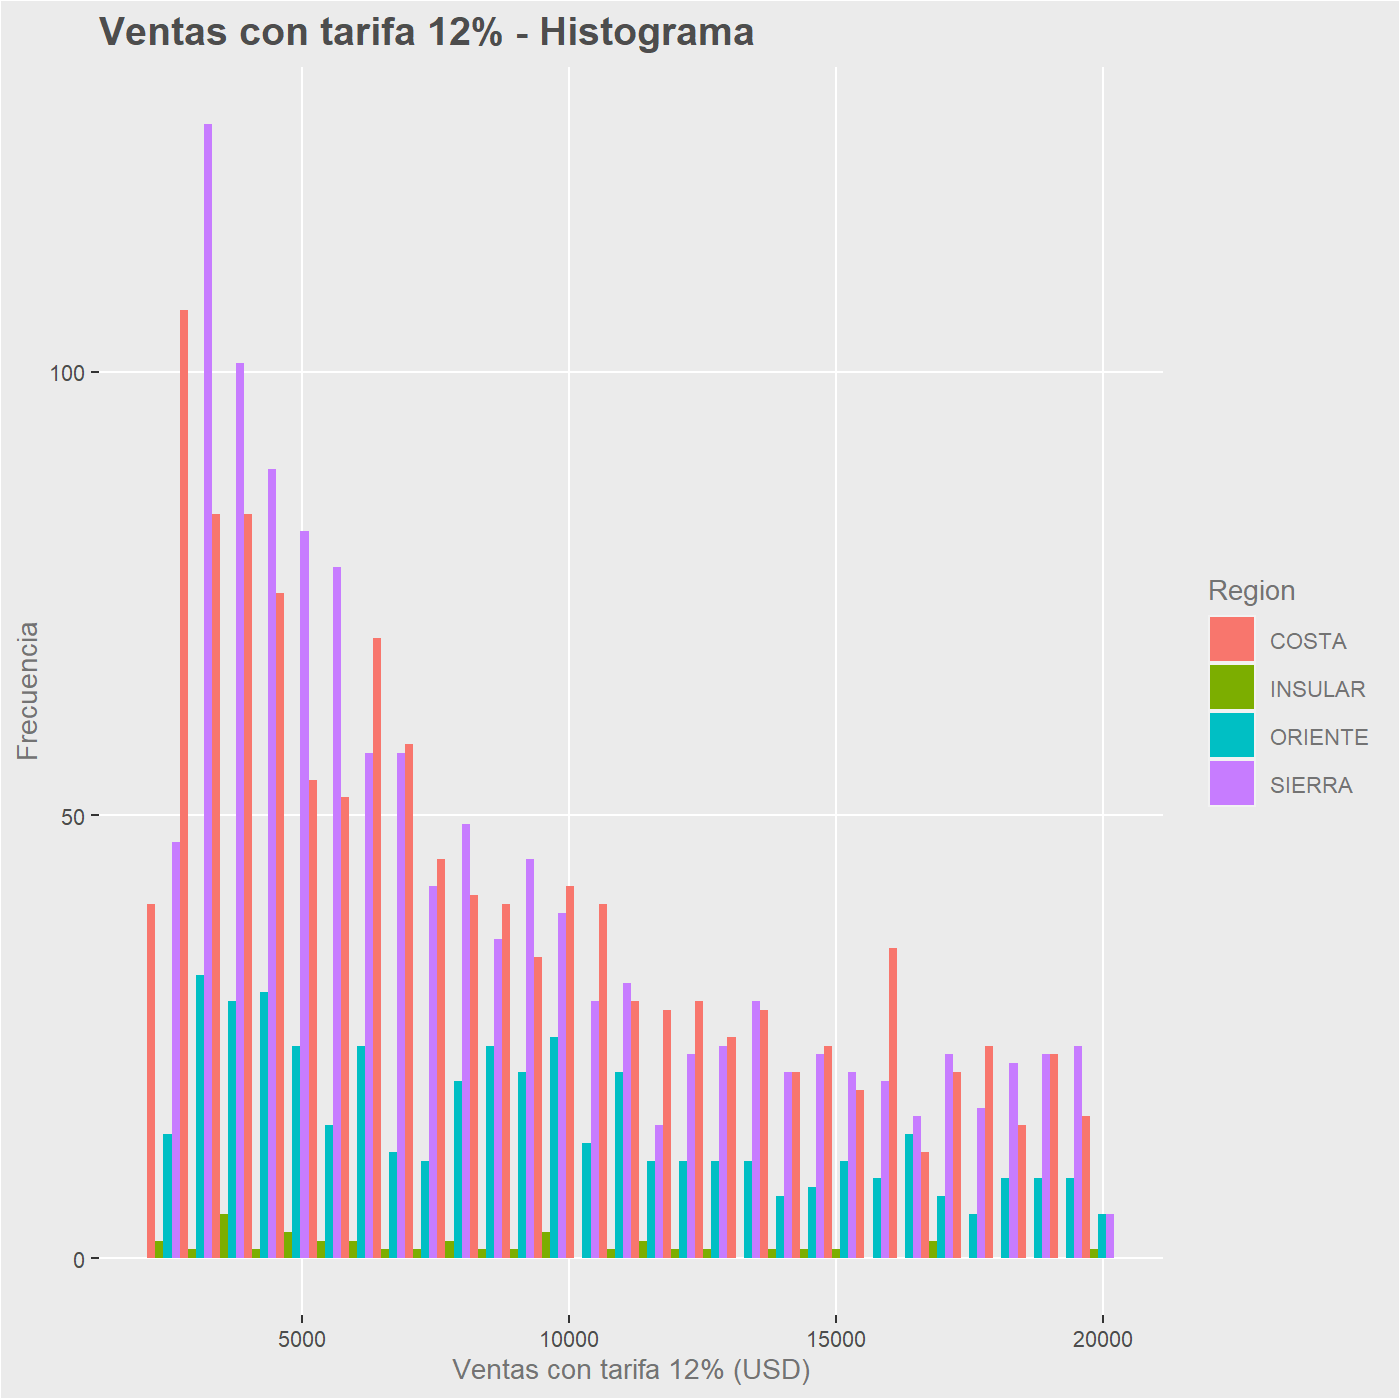 Ventas con tarifa 12% - Histograma
100
50
0
Frecuencia
5000 10000 15000 20000
Ventas con tarifa 12% (USD)
Region
COSTA
INSULAR
ORIENTE
SIERRA